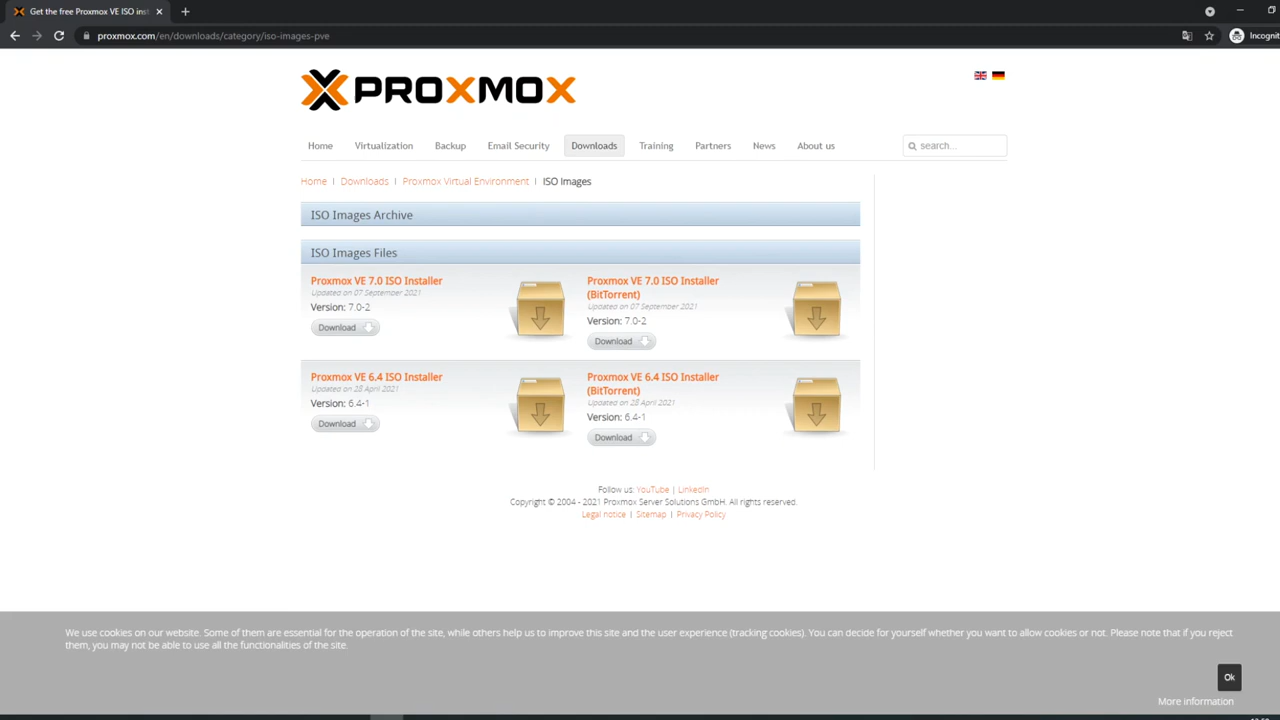 Get the free Proxmox VE ISO inst
proxmox.com/en/downloads/category/iso-images-pve
Incognit
PROXMOX
Home
Virtualization
Backup
Email Security
Downloads
Training
Partners
News
About us
search...
Home | Downloads | Proxmox Virtual Environment | ISO Images
ISO Images Archive
ISO Images Files
Proxmox VE 7.0 ISO Installer
Updated on 07 September 2021
Version: 7.0-2
Download
Proxmox VE 7.0 ISO Installer
(BitTorrent)
Updated on 07 September 2021
Version: 7.0-2
Download
Proxmox VE 6.4 ISO Installer
Updated on 28 April 2021
Version: 6.4-1
Download
Proxmox VE 6.4 ISO Installer
(BitTorrent)
Updated on 28 April 2021
Version: 6.4-1
Download
Follow us: YouTube | LinkedIn
Copyright © 2004 - 2021 Proxmox Server Solutions GmbH. All rights reserved.
Legal notice | Sitemap | Privacy Policy
We use cookies on our website. Some of them are essential for the operation of the site, while others help us to improve this site and the user experience (tracking cookies). You can decide for yourself whether you want to allow cookies or not. Please note that if you reject
them, you may not be able to use all the functionalities of the site.
Ok
More information